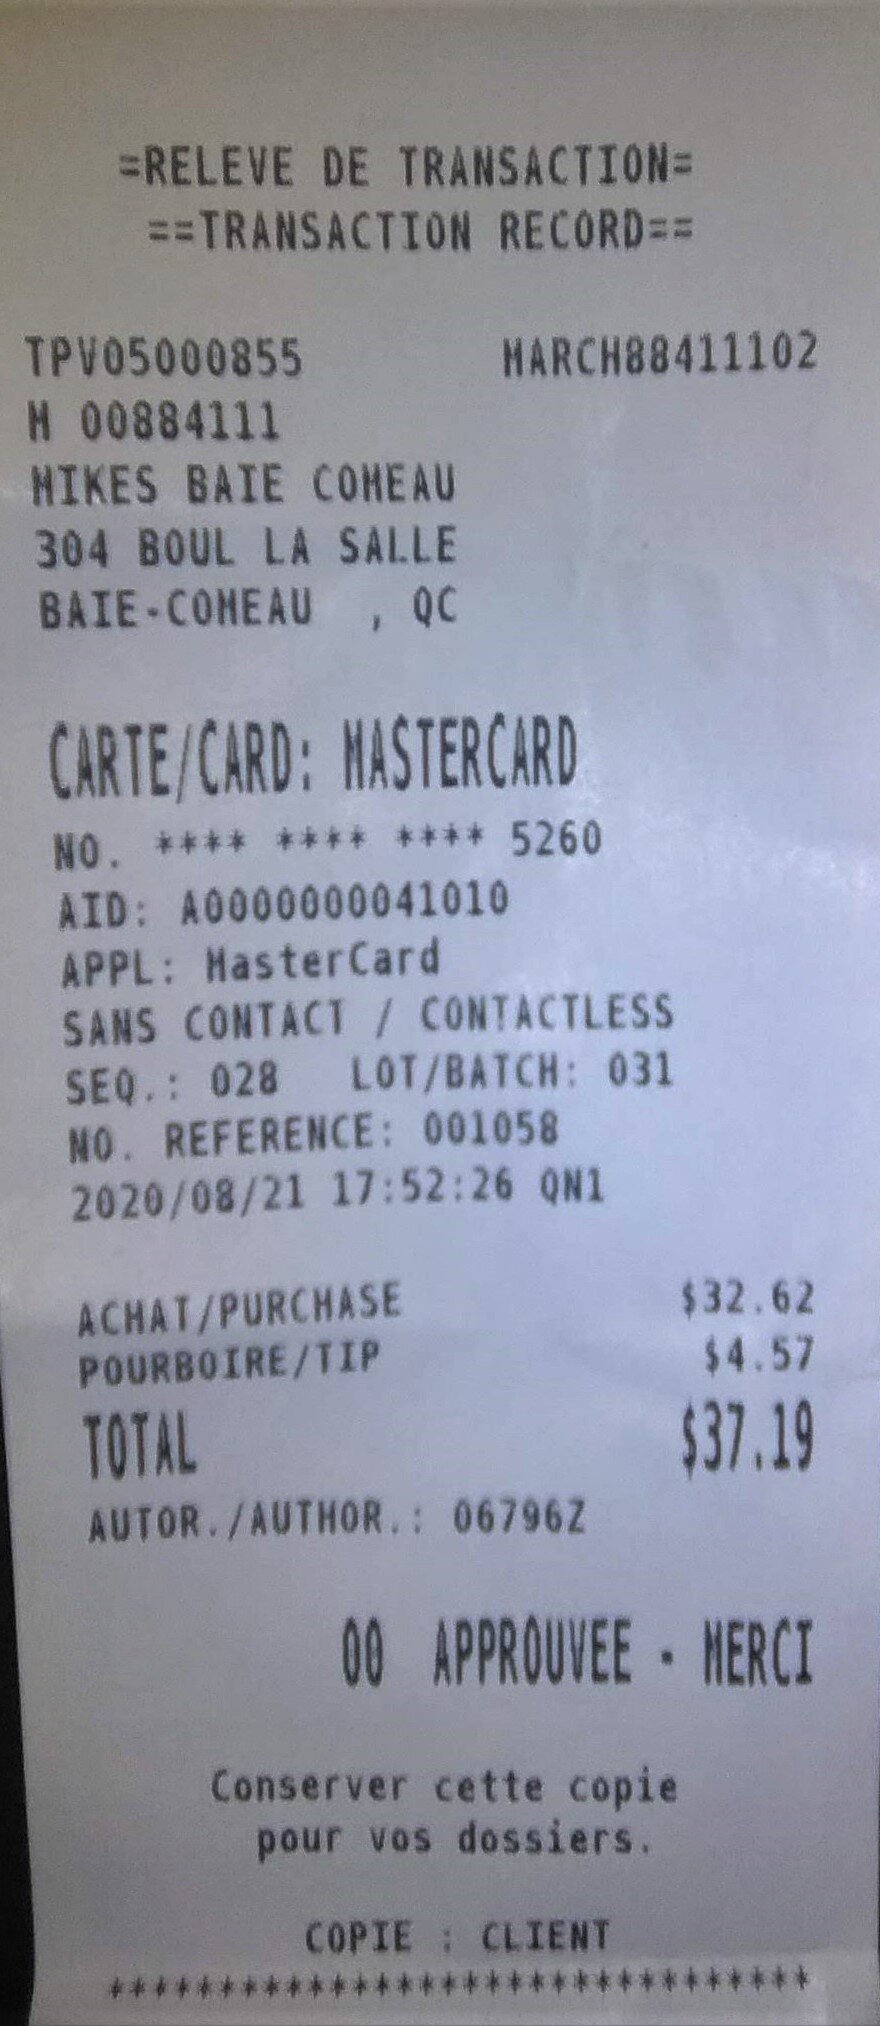 =RELEVE DE TRANSACTION=
==TRANSACTION RECORD==
TPV05000855 MARCH88411102
M 00884111
MIKES BAIE COMEAU
304 BOUL LA SALLE
BAIE-COMEAU , QC
CARTE/CARD: MASTERCARD
NO. **** **** **** 5260
AID: A0000000041010
APPL: MasterCard
SANS CONTACT / CONTACTLESS
SEQ.: 028 LOT/BATCH: 031
NO. REFERENCE: 001058
2020/08/21 17:52:26 QN1
ACHAT/PURCHASE $32.62
POURBOIRE/TIP $4.57
TOTAL $37.19
AUTOR./AUTHOR.: 06796Z
00 APPROUVEE - MERCI
Conserver cette copie
pour vos dossiers.
COPIE : CLIENT
********************************